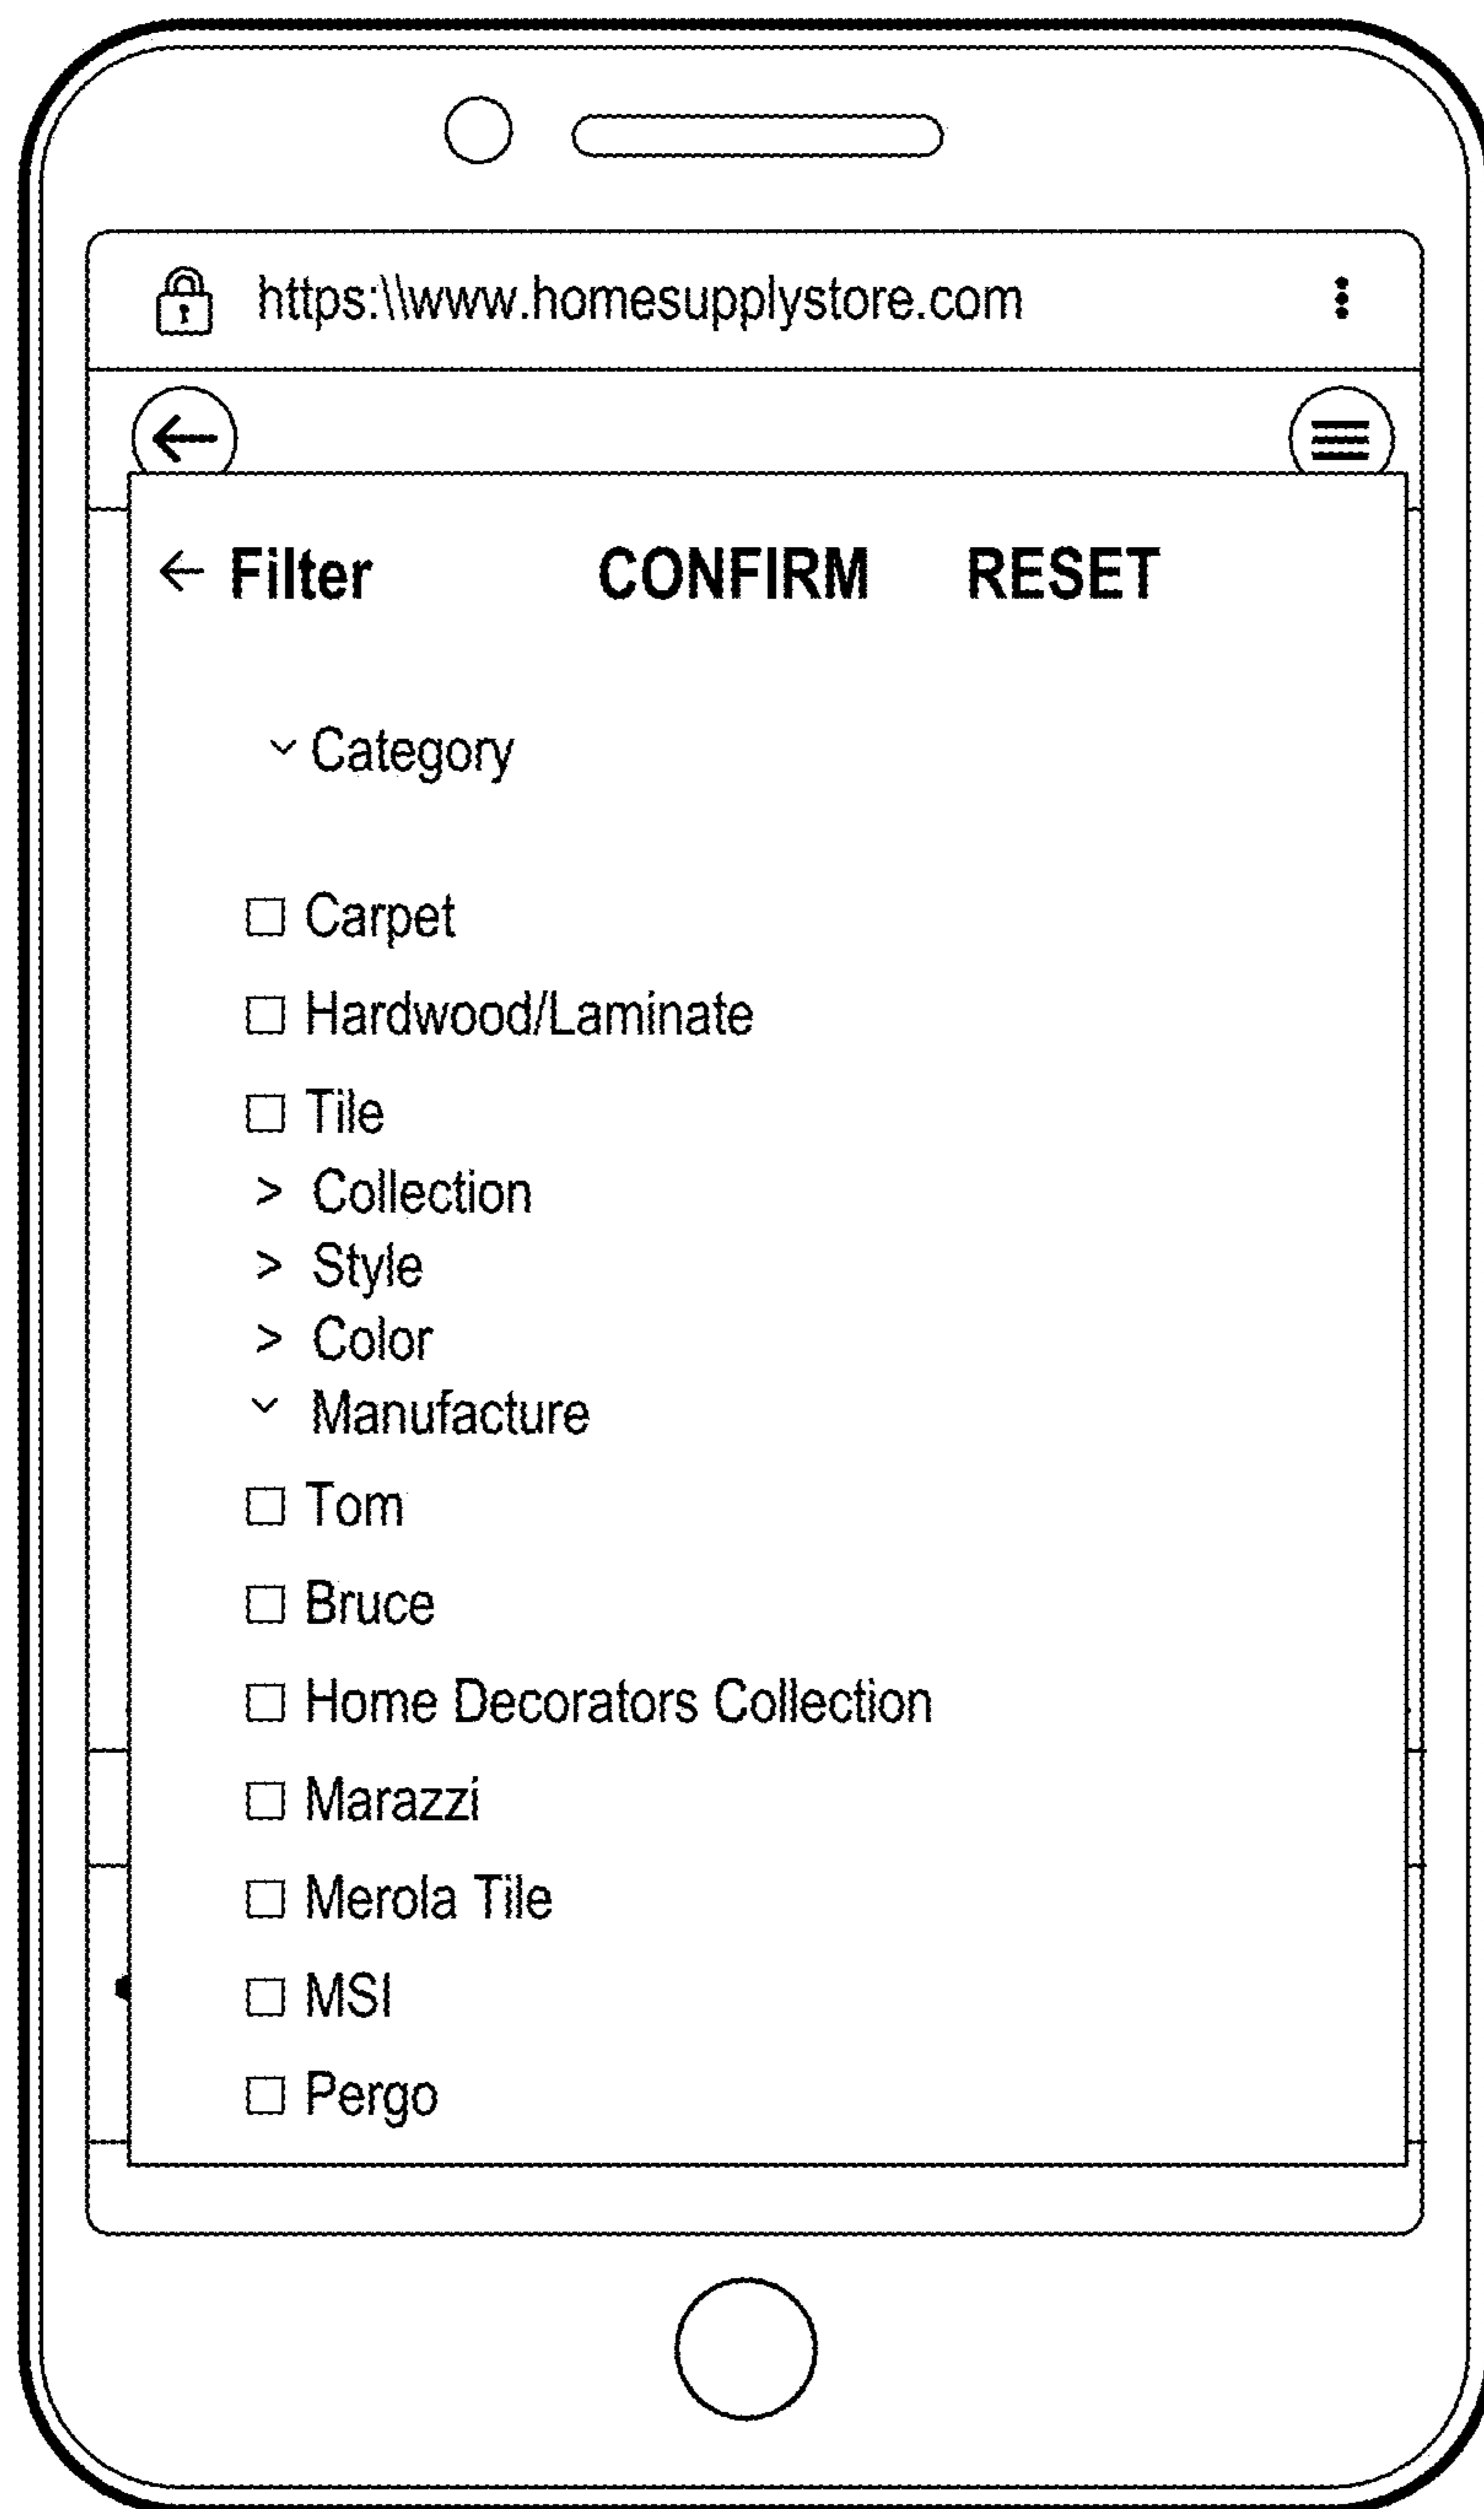 https:\\www.homesupplystore.com
← Filter CONFIRM RESET
Category
Carpet
Hardwood/Laminate
Tile
> Collection
> Style
> Color
Manufacture
Tom
Bruce
Home Decorators Collection
Marazzi
Merola Tile
MSI
Pergo